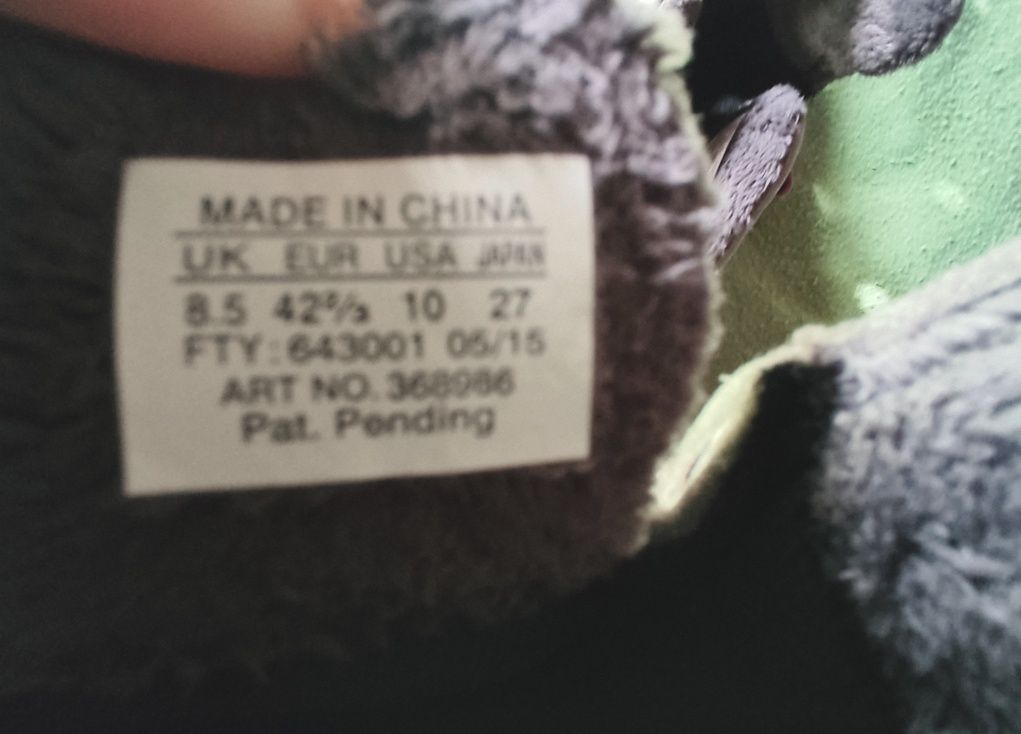 MADE IN CHINA
UK EUR USA JAPAN
8.5 42⅔ 10 27
FTY: 643001 05/15
ART NO. 368986
Pat. Pending